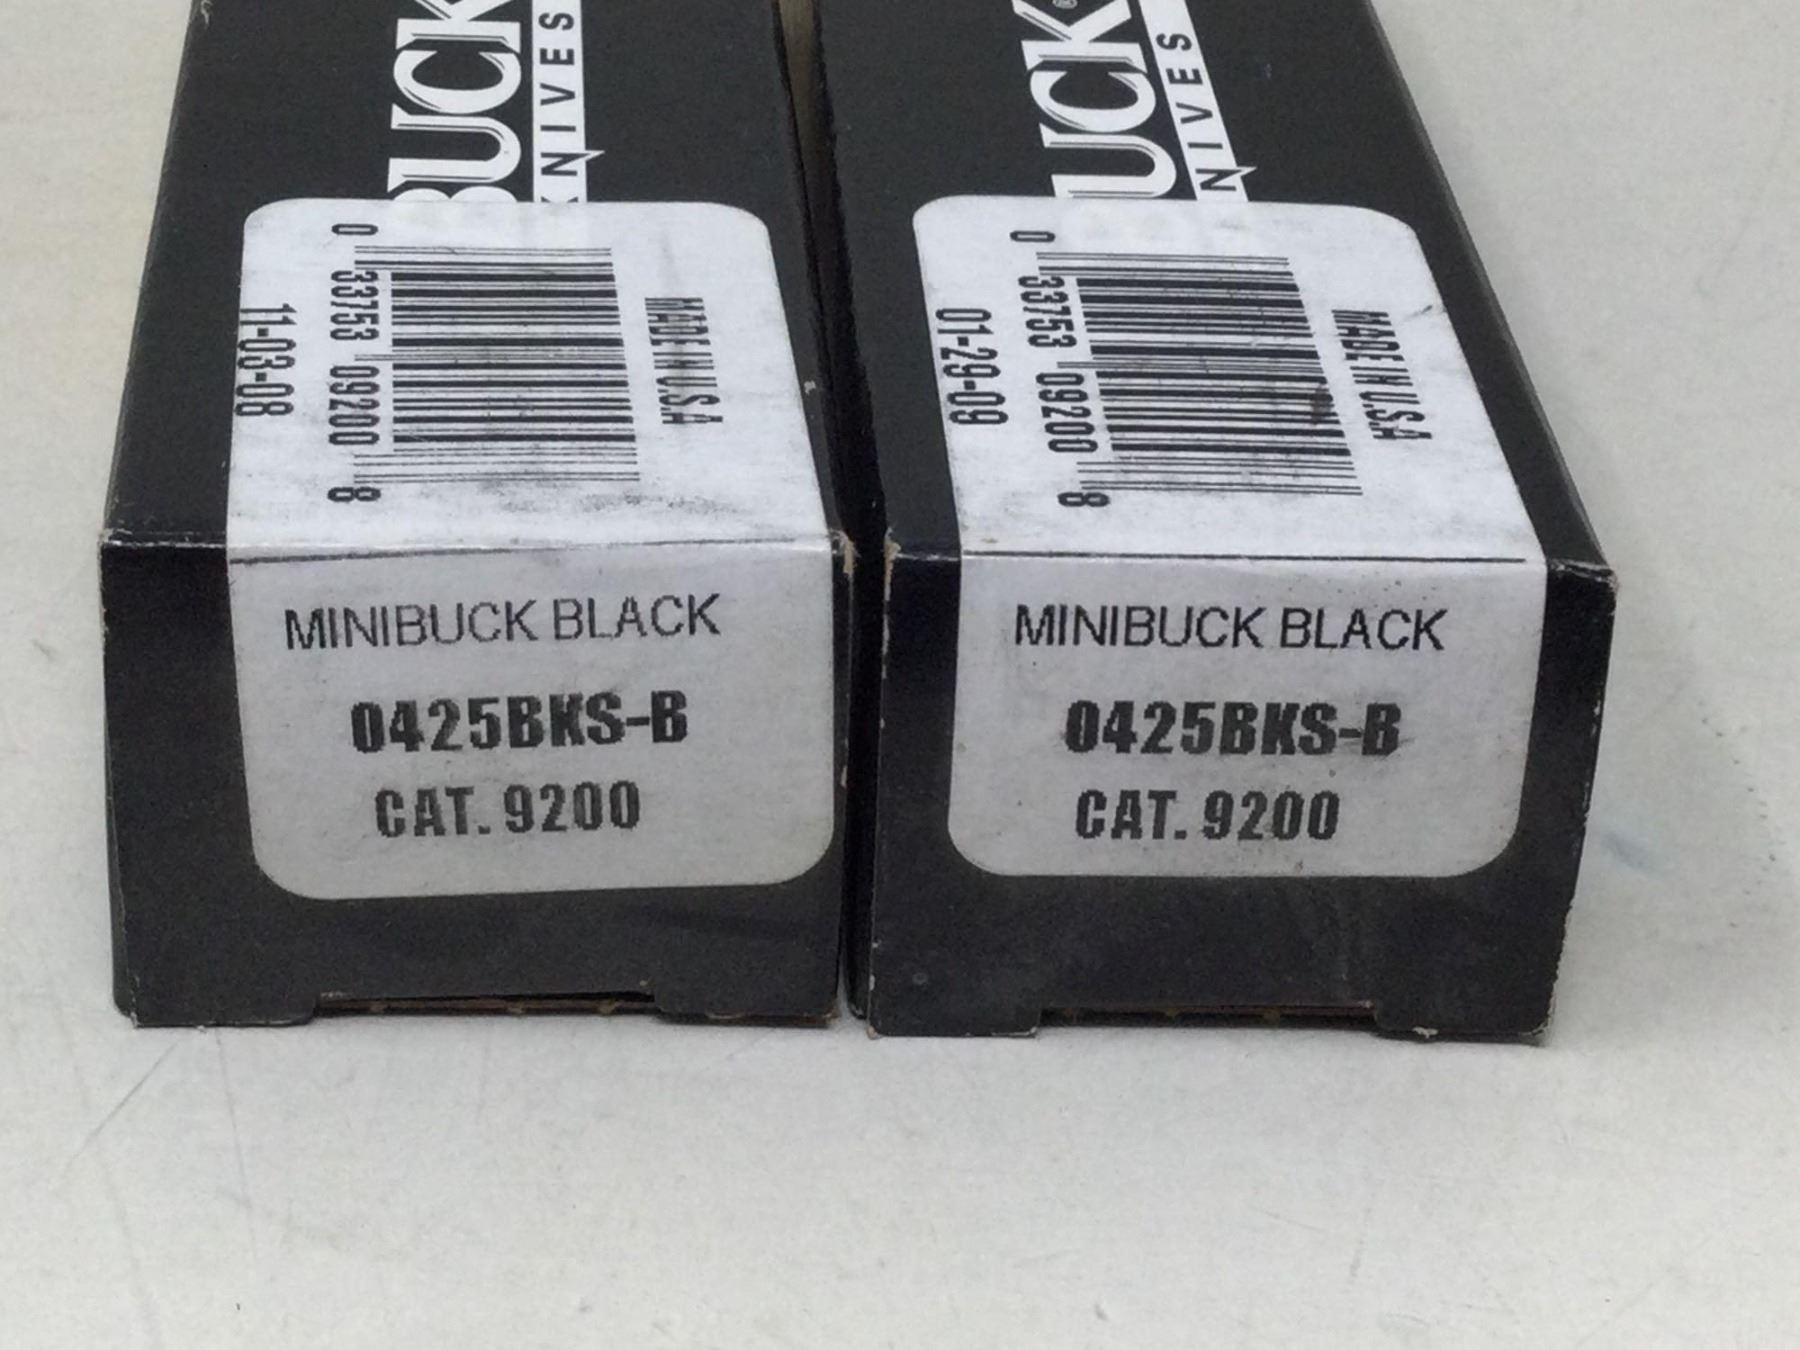 BUCK
KNIVES
0 33753 09200 8
11-03-08
MADE IN U.S.A
MINIBUCK BLACK
0425BKS-B
CAT. 9200
BUCK®
KNIVES
0 33753 09200 8
01-29-09
MADE IN U.S.A
MINIBUCK BLACK
0425BKS-B
CAT. 9200